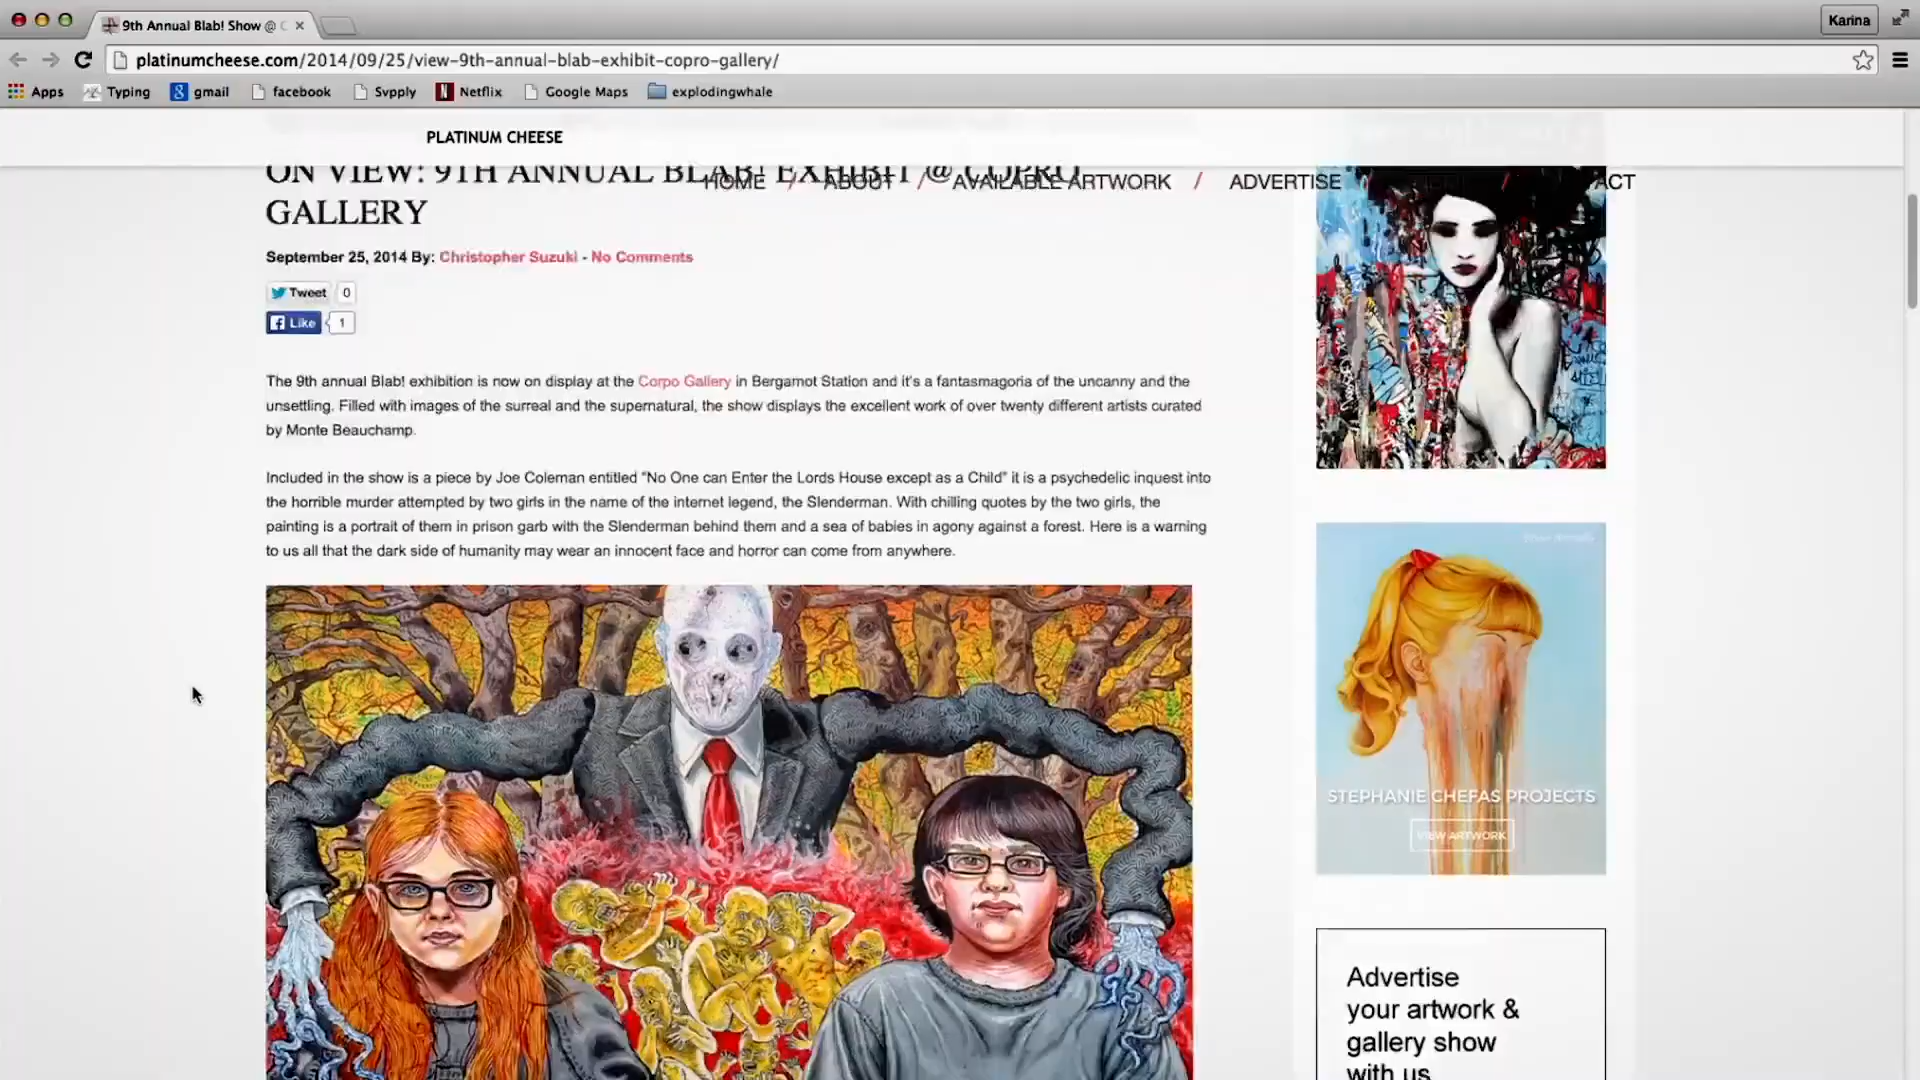 9th Annual Blab! Show @ C
Karina
platinumcheese.com/2014/09/25/view-9th-annual-blab-exhibit-copro-gallery/
Apps Typing gmail facebook Svpply Netflix Google Maps explodingwhale
PLATINUM CHEESE
ON VIEW: 9TH ANNUAL BLAB! EXHIBIT @ COPRO
HOME / ABOUT / AVAILABLE ARTWORK / ADVERTISE / ACT
GALLERY
September 25, 2014 By: Christopher Suzuki - No Comments
Tweet 0
Like 1
The 9th annual Blab! exhibition is now on display at the Corpo Gallery in Bergamot Station and it's a fantasmagoria of the uncanny and the
unsettling. Filled with images of the surreal and the supernatural, the show displays the excellent work of over twenty different artists curated
by Monte Beauchamp.
Included in the show is a piece by Joe Coleman entitled "No One can Enter the Lords House except as a Child" it is a psychedelic inquest into
the horrible murder attempted by two girls in the name of the internet legend, the Slenderman. With chilling quotes by the two girls, the
painting is a portrait of them in prison garb with the Slenderman behind them and a sea of babies in agony against a forest. Here is a warning
to us all that the dark side of humanity may wear an innocent face and horror can come from anywhere.
STEPHANIE CHEFAS PROJECTS
VIEW ARTWORK
Advertise
your artwork &
gallery show
with us